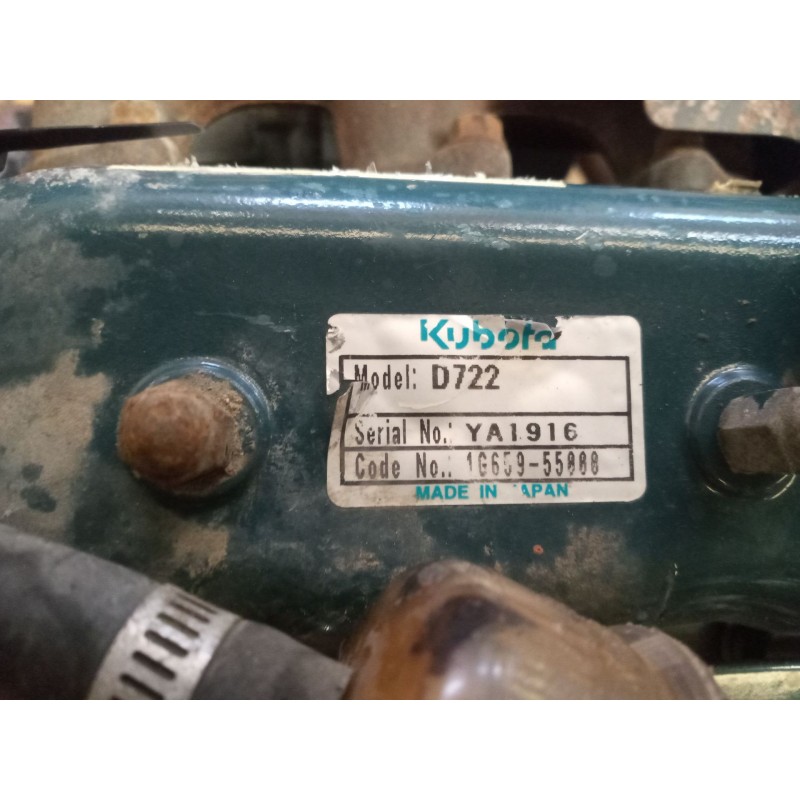 Kubota
Model: D722
Serial No.: YA1916
Code No.: 1G659-55000
MADE IN JAPAN